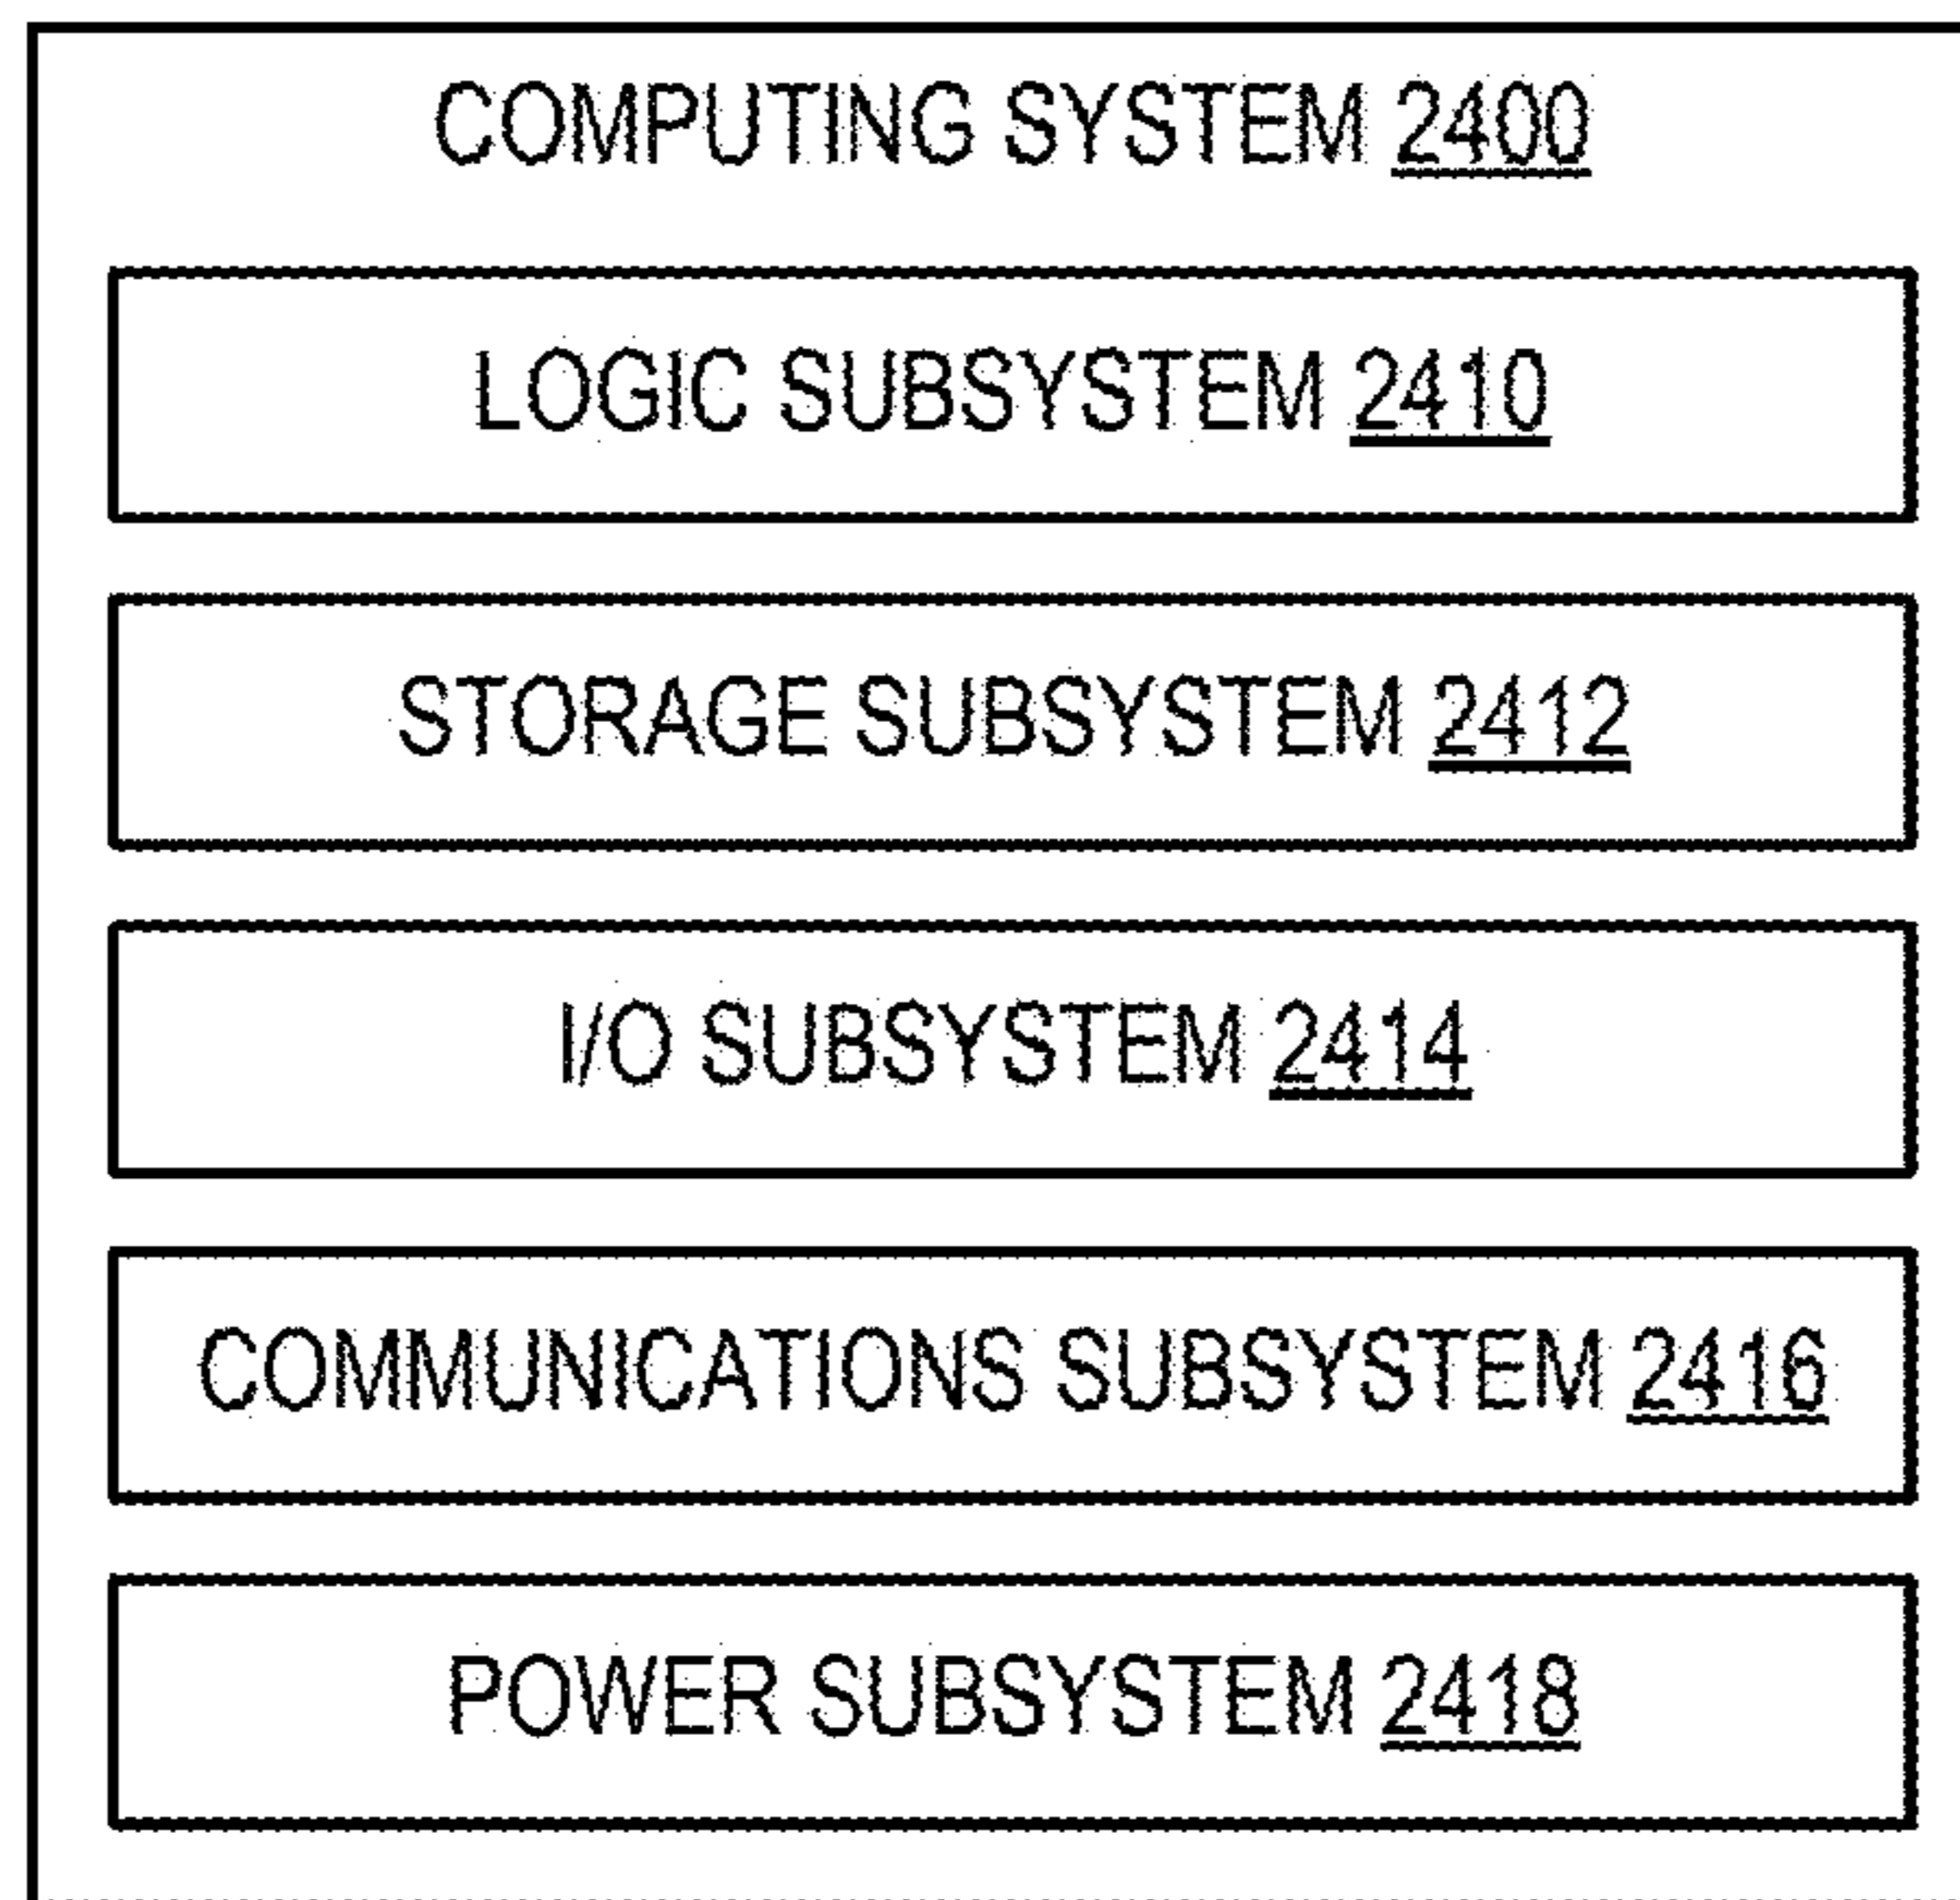 COMPUTING SYSTEM 2400
LOGIC SUBSYSTEM 2410
STORAGE SUBSYSTEM 2412
I/O SUBSYSTEM 2414
COMMUNICATIONS SUBSYSTEM 2416
POWER SUBSYSTEM 2418